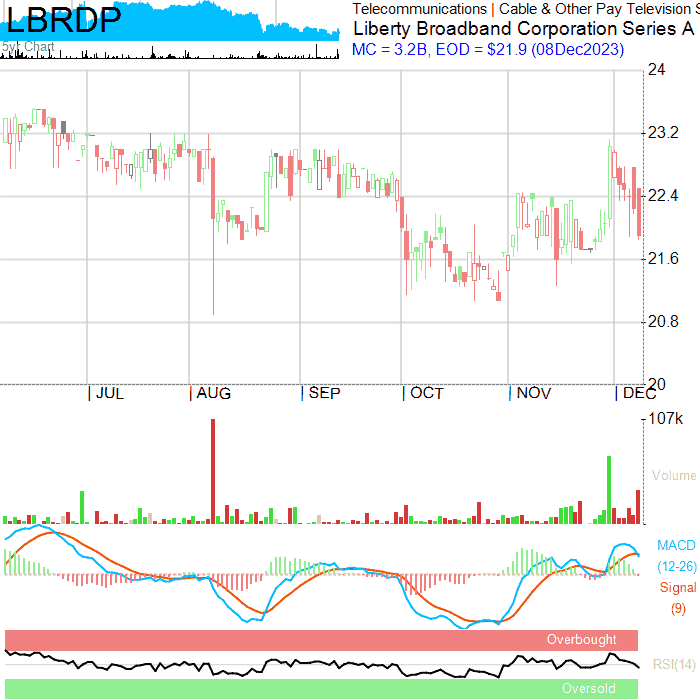 LBRDP
5yr Chart
Telecommunications | Cable & Other Pay Television S
Liberty Broadband Corporation Series A
MC = 3.2B, EOD = $21.9 (08Dec2023)
24
23.2
22.4
21.6
20.8
20
JUL AUG SEP OCT NOV DEC
107k
Volume
MACD
(12-26)
Signal
(9)
Overbought
RSI(14)
Oversold